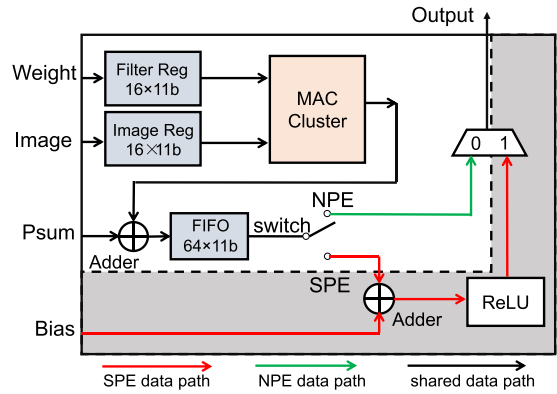 Output
Weight
Filter Reg
16×11b
MAC
Cluster
Image
Image Reg
16×11b
0 1
NPE
Psum
FIFO
64×11b
switch
Adder
SPE
ReLU
Adder
Bias
SPE data path
NPE data path
shared data path